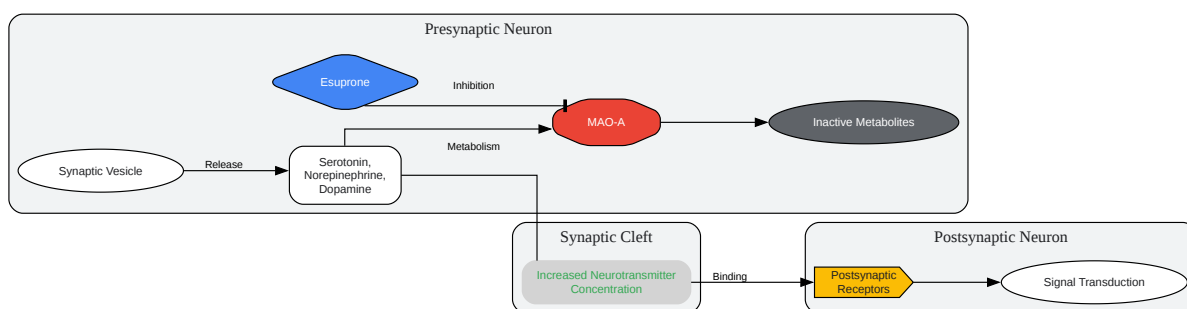 Presynaptic Neuron
Esuprone
Inhibition
MAO-A
Inactive Metabolites
Metabolism
Synaptic Vesicle
Release
Serotonin,
Norepinephrine,
Dopamine
Synaptic Cleft
Increased Neurotransmitter
Concentration
Binding
Postsynaptic Neuron
Postsynaptic
Receptors
Signal Transduction